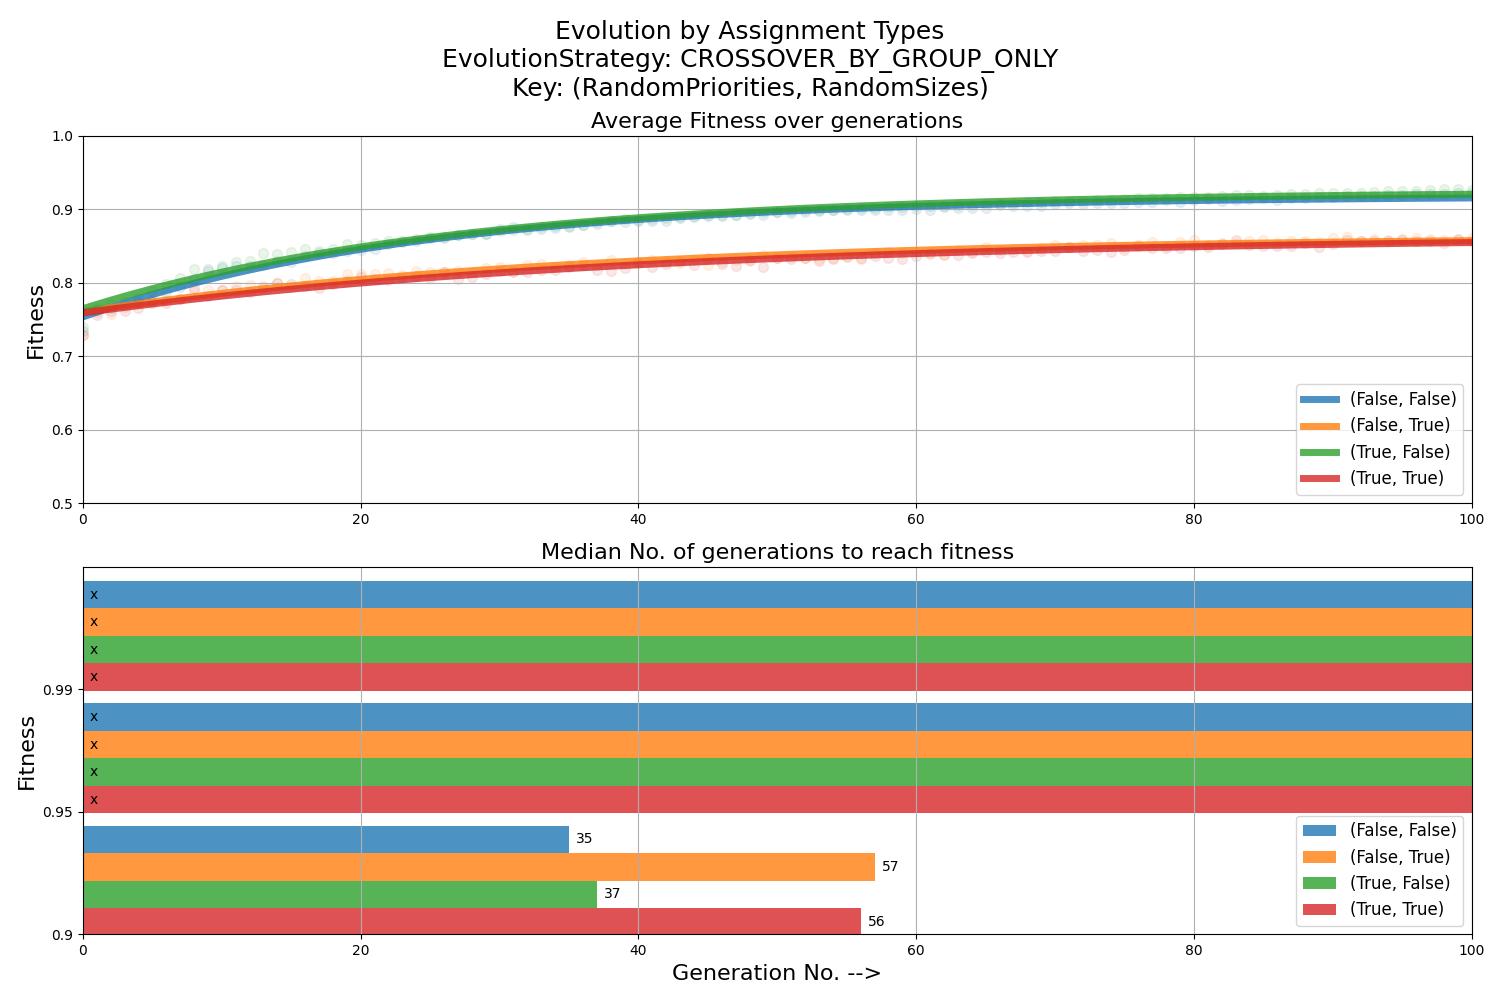 Evolution by Assignment Types
EvolutionStrategy: CROSSOVER_BY_GROUP_ONLY
Key: (RandomPriorities, RandomSizes)
Average Fitness over generations
1.0
0.9
0.8
0.7
0.6
0.5
Fitness
0 20 40 60 80 100
(False, False)
(False, True)
(True, False)
(True, True)
Median No. of generations to reach fitness
x
x
x
x
0.99
x
x
x
x
0.95
Fitness
35
57
37
56
0.9
(False, False)
(False, True)
(True, False)
(True, True)
0 20 40 60 80 100
Generation No. -->